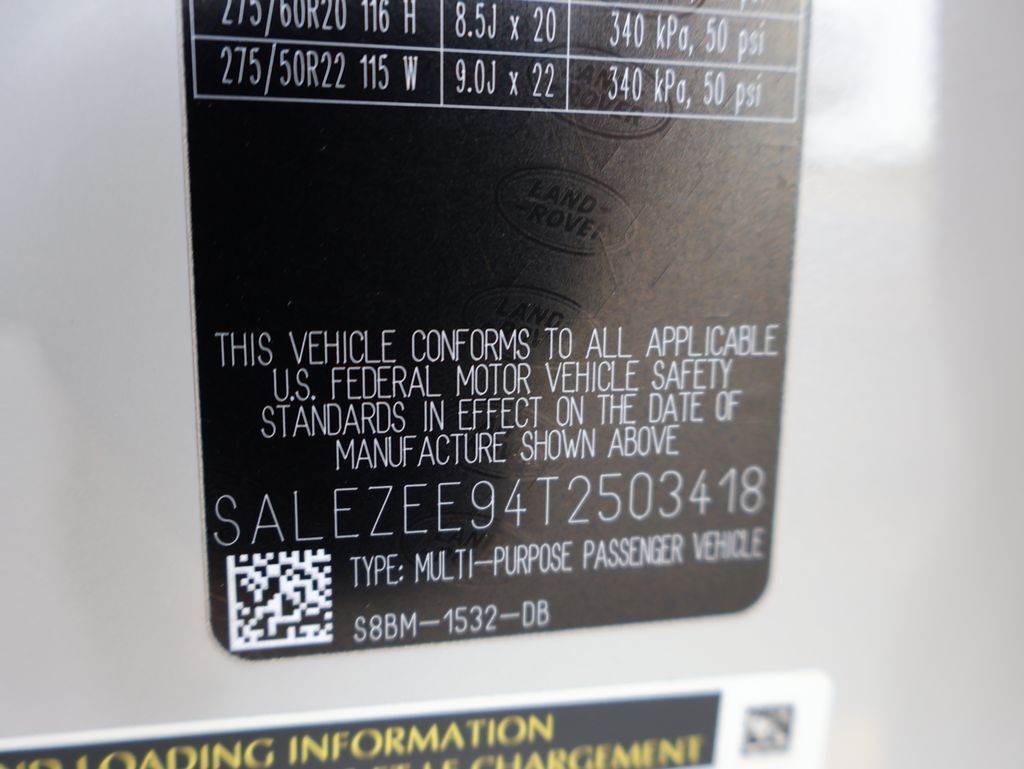 275/60R20 116 H 8.5J x 20 340 kPa, 50 psi
275/50R22 115 W 9.0J x 22 340 kPa, 50 psi
LAND
ROVER
LAND
THIS VEHICLE CONFORMS TO ALL APPLICABLE
U.S. FEDERAL MOTOR VEHICLE SAFETY
STANDARDS IN EFFECT ON THE DATE OF
MANUFACTURE SHOWN ABOVE
SALEZEE94T2503418
TYPE: MULTI-PURPOSE PASSENGER VEHICLE
S8BM-1532-DB
LOADING INFORMATION
LE CHARGEMENT